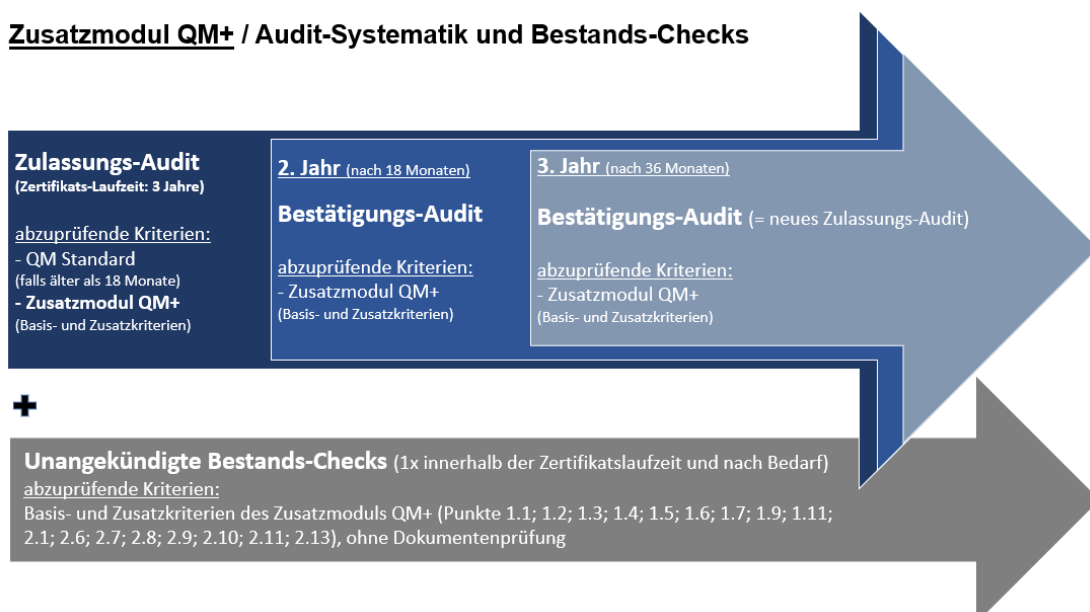 Zusatzmodul QM+ / Audit-Systematik und Bestands-Checks
Zulassungs-Audit
(Zertifikats-Laufzeit: 3 Jahre)
abzuprüfende Kriterien:
- QM Standard
(falls älter als 18 Monate)
- Zusatzmodul QM+
(Basis- und Zusatzkriterien)
2. Jahr (nach 18 Monaten)
Bestätigungs-Audit
abzuprüfende Kriterien:
- Zusatzmodul QM+
(Basis- und Zusatzkriterien)
3. Jahr (nach 36 Monaten)
Bestätigungs-Audit (= neues Zulassungs-Audit)
abzuprüfende Kriterien:
- Zusatzmodul QM+
(Basis- und Zusatzkriterien)
+
Unangekündigte Bestands-Checks (1x innerhalb der Zertifikatslaufzeit und nach Bedarf)
abzuprüfende Kriterien:
Basis- und Zusatzkriterien des Zusatzmoduls QM+ (Punkte 1.1; 1.2; 1.3; 1.4; 1.5; 1.6; 1.7; 1.9; 1.11;
2.1; 2.6; 2.7; 2.8; 2.9; 2.10; 2.11; 2.13), ohne Dokumentenprüfung